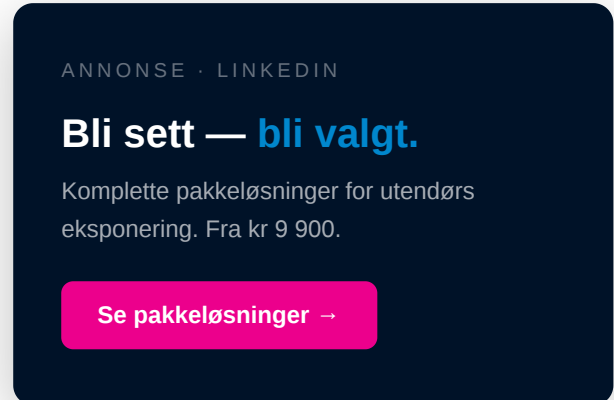 ANNONSE · LINKEDIN
Bli sett — bli valgt.
Komplette pakkeløsninger for utendørs
eksponering. Fra kr 9 900.
Se pakkeløsninger →